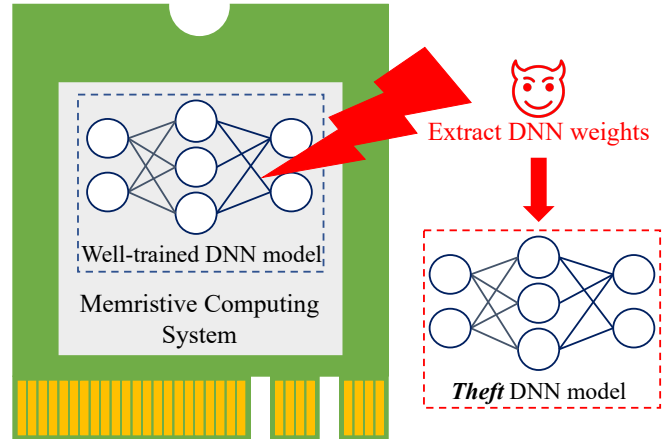 Extract DNN weights
Well-trained DNN model
Memristive Computing
System
Theft DNN model